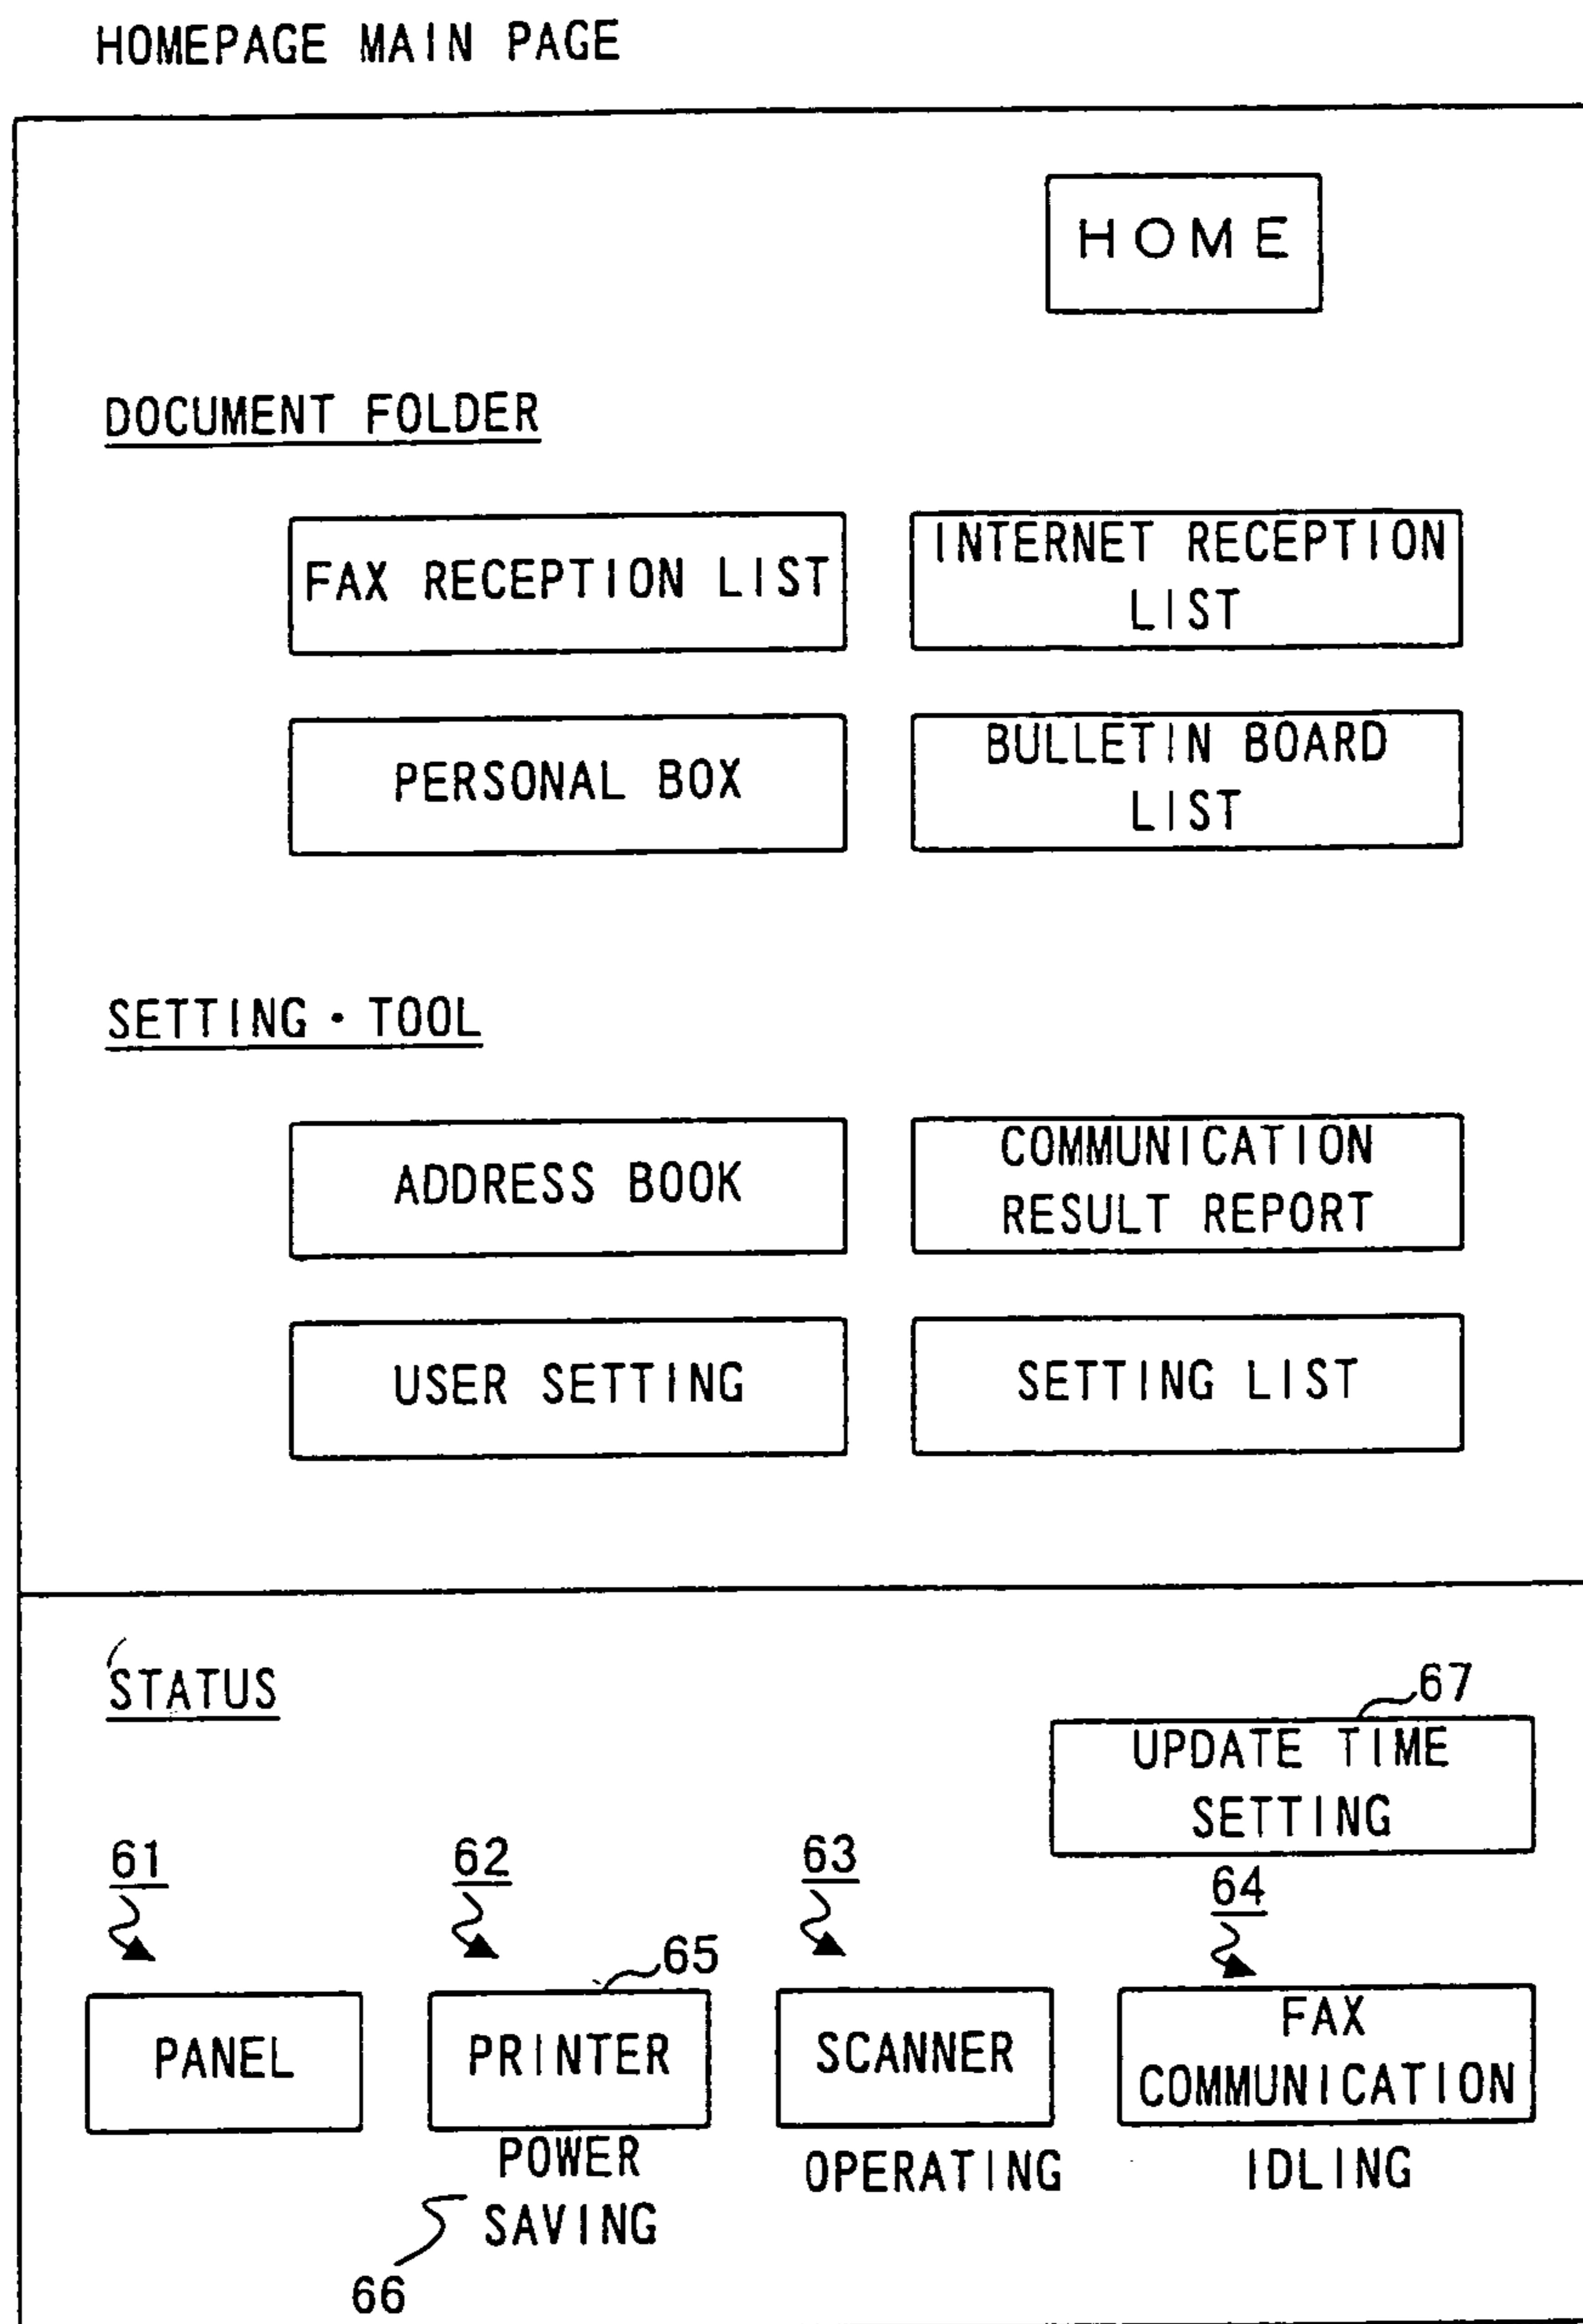 HOMEPAGE MAIN PAGE
HOME
DOCUMENT FOLDER
FAX RECEPTION LIST
INTERNET RECEPTION
LIST
PERSONAL BOX
BULLETIN BOARD
LIST
SETTING・TOOL
ADDRESS BOOK
COMMUNICATION
RESULT REPORT
USER SETTING
SETTING LIST
STATUS
67
UPDATE TIME
SETTING
61
62
63
64
65
PANEL
PRINTER
SCANNER
FAX
COMMUNICATION
POWER
SAVING
OPERATING
IDLING
66